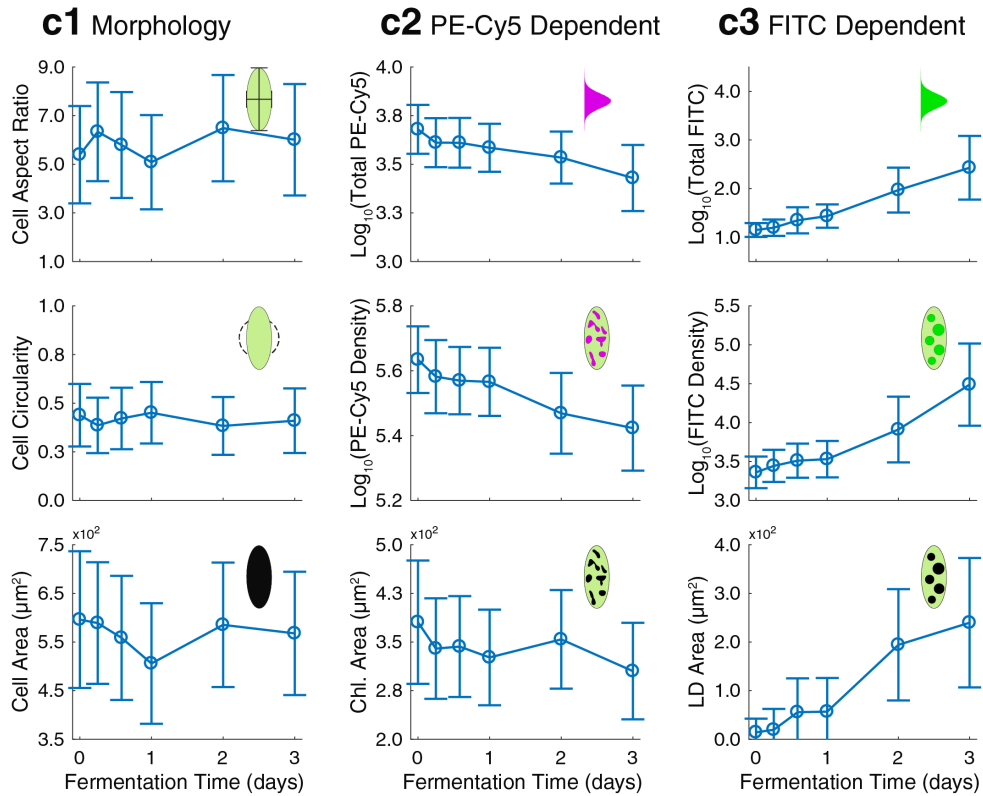 c1 Morphology
c2 PE-Cy5 Dependent
c3 FITC Dependent
Cell Aspect Ratio
9.0
7.0
5.0
3.0
1.0
Log10(Total PE-Cy5)
4.0
3.8
3.5
3.3
3.0
Log10(Total FITC)
4.0
3.0
2.0
1.0
Cell Circularity
1.0
0.8
0.5
0.3
0.0
Log10(PE-Cy5 Density)
5.8
5.6
5.4
5.2
Log10(FITC Density)
5.5
5.0
4.5
4.0
3.5
3.0
Cell Area (µm²)
x10²
7.5
6.5
5.5
4.5
3.5
0 1 2 3
Fermentation Time (days)
Chl. Area (µm²)
x10²
5.0
4.3
3.5
2.8
2.0
0 1 2 3
Fermentation Time (days)
LD Area (µm²)
x10²
4.0
3.0
2.0
1.0
0.0
0 1 2 3
Fermentation Time (days)